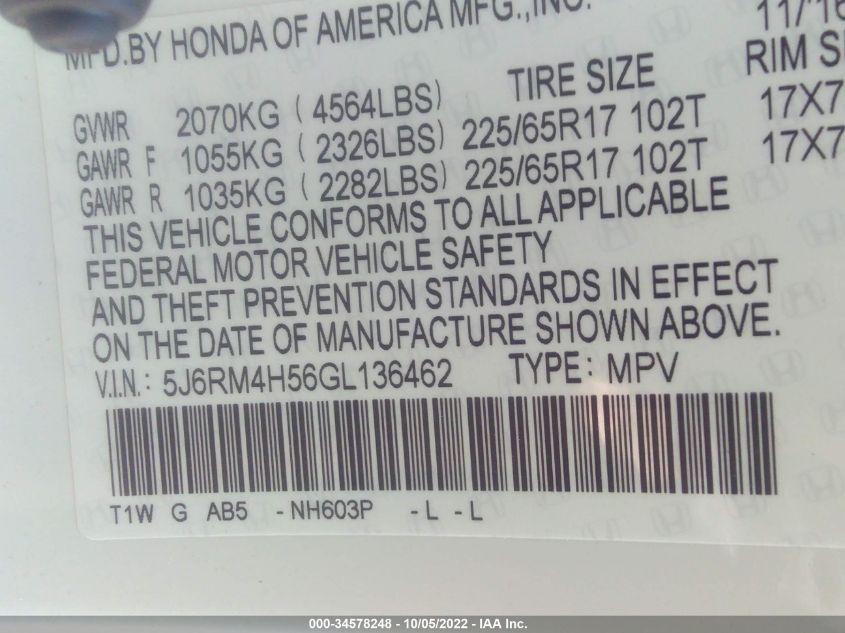 MFD.BY HONDA OF AMERICA MFG.,INC. 11/16
TIRE SIZE RIM
GVWR 2070KG ( 4564LBS)
GAWR F 1055KG ( 2326LBS) 225/65R17 102T 17X7
GAWR R 1035KG ( 2282LBS) 225/65R17 102T 17X7
THIS VEHICLE CONFORMS TO ALL APPLICABLE
FEDERAL MOTOR VEHICLE SAFETY
AND THEFT PREVENTION STANDARDS IN EFFECT
ON THE DATE OF MANUFACTURE SHOWN ABOVE.
V.I.N.: 5J6RM4H56GL136462 TYPE: MPV
T1W G AB5 -NH603P -L -L
000-34578248 - 10/05/2022 - IAA Inc.